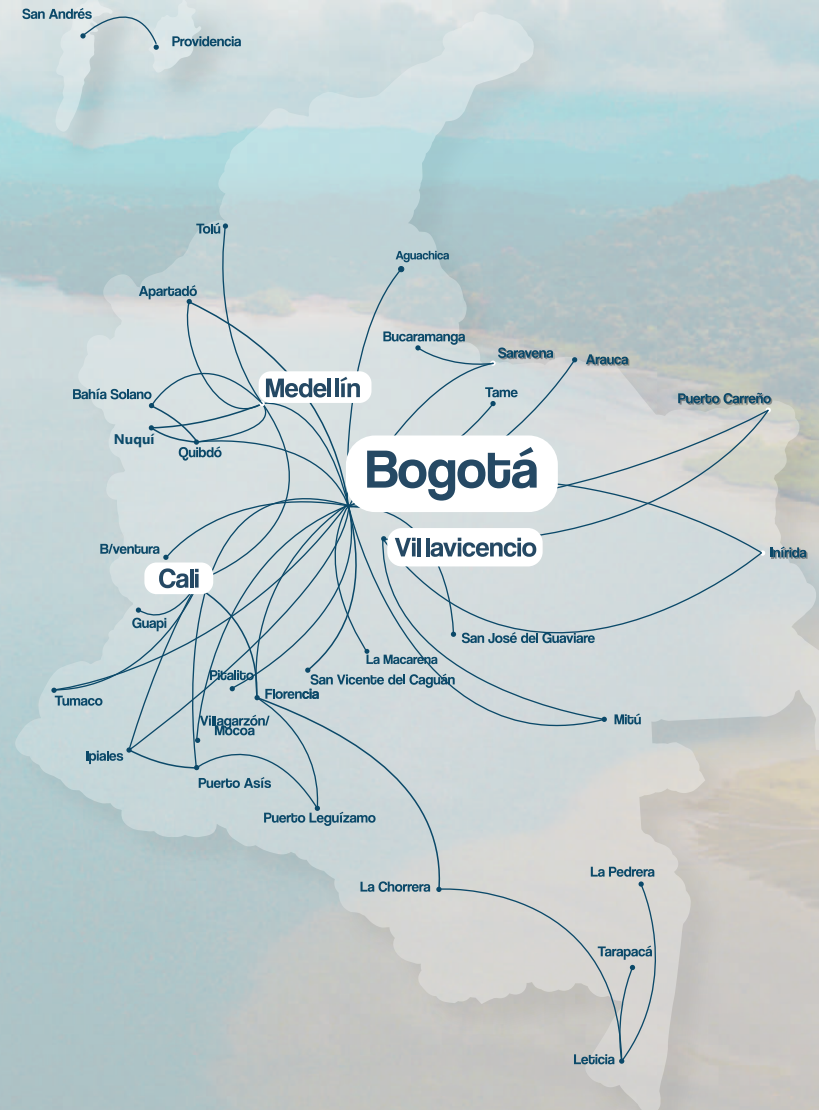 San Andrés
Providencia
Tolú
Aguachica
Apartadó
Bucaramanga
Saravena
Arauca
Medellín
Bahía Solano
Tame
Puerto Carreño
Nuquí
Quibdó
Bogotá
B/ventura
Villavicencio
Inírida
Cali
Guapi
San José del Guaviare
La Macarena
Pitalito
San Vicente del Caguán
Florencia
Tumaco
Villagarzón/
Mocoa
Mitú
Ipiales
Puerto Asís
Puerto Leguízamo
La Pedrera
La Chorrera
Tarapacá
Leticia